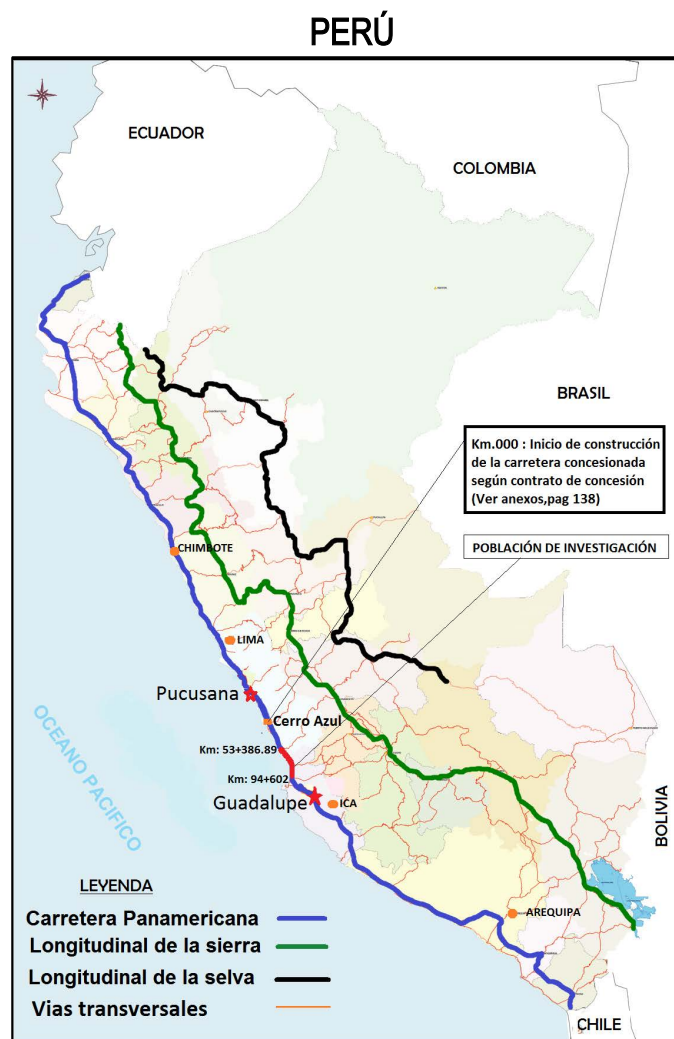 PERÚ
ECUADOR
COLOMBIA
BRASIL
Km.000 : Inicio de construcción
de la carretera concesionada
según contrato de concesión
(Ver anexos,pag 138)
POBLACIÓN DE INVESTIGACIÓN
CHIMBOTE
LIMA
Pucusana
Cerro Azul
Km: 53+386.89
Km: 94+602
Guadalupe
ICA
OCEANO PACIFICO
BOLIVIA
AREQUIPA
LEYENDA
Carretera Panamericana
Longitudinal de la sierra
Longitudinal de la selva
Vias transversales
CHILE